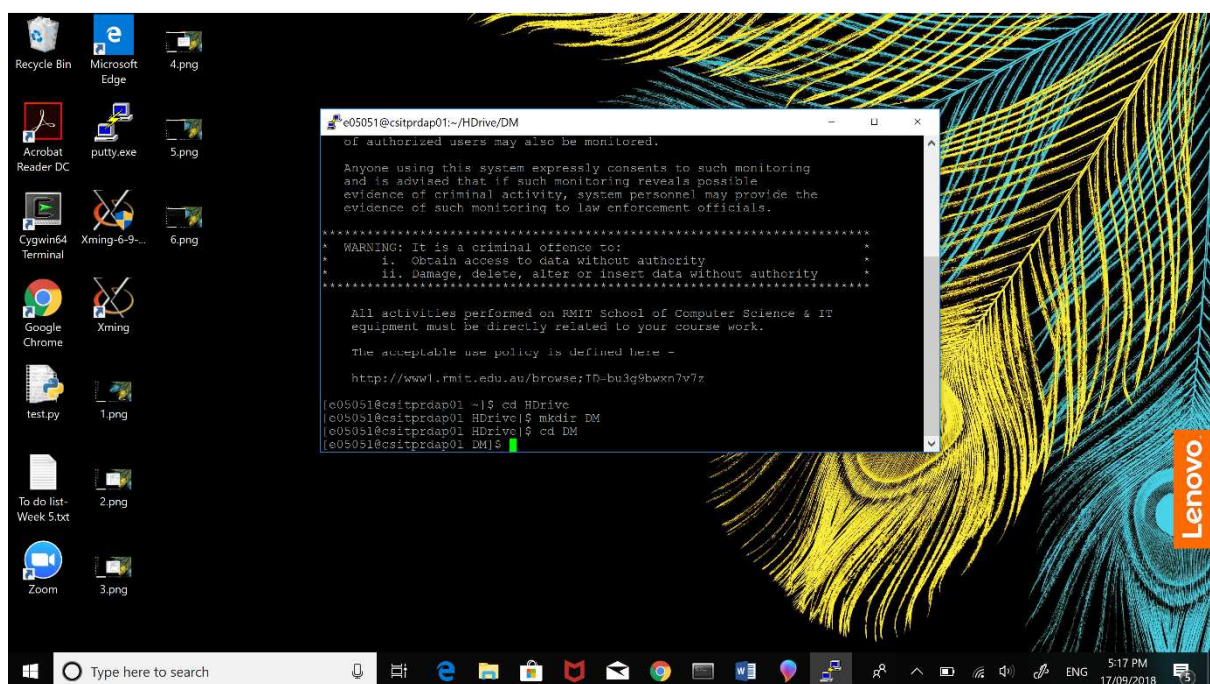 Recycle Bin
Microsoft
Edge
4.png
Acrobat
Reader DC
putty.exe
5.png
Cygwin64
Terminal
Xming-6-9-...
6.png
Google
Chrome
Xming
test.py
1.png
To do list-
Week 5.txt
2.png
Zoom
3.png
e05051@csitprdap01:~/HDrive/DM
of authorized users may also be monitored.
Anyone using this system expressly consents to such monitoring
and is advised that if such monitoring reveals possible
evidence of criminal activity, system personnel may provide the
evidence of such monitoring to law enforcement officials.
****************************************************************************
* WARNING: It is a criminal offence to: *
* i. Obtain access to data without authority *
* ii. Damage, delete, alter or insert data without authority *
****************************************************************************
All activities performed on RMIT School of Computer Science & IT
equipment must be directly related to your course work.
The acceptable use policy is defined here -
http://www1.rmit.edu.au/browse;ID=bu3g9bwxn7v7z
[e05051@csitprdap01 ~]$ cd HDrive
[e05051@csitprdap01 HDrive]$ mkdir DM
[e05051@csitprdap01 HDrive]$ cd DM
[e05051@csitprdap01 DM]$
Lenovo
Type here to search
ENG
5:17 PM
17/09/2018
5